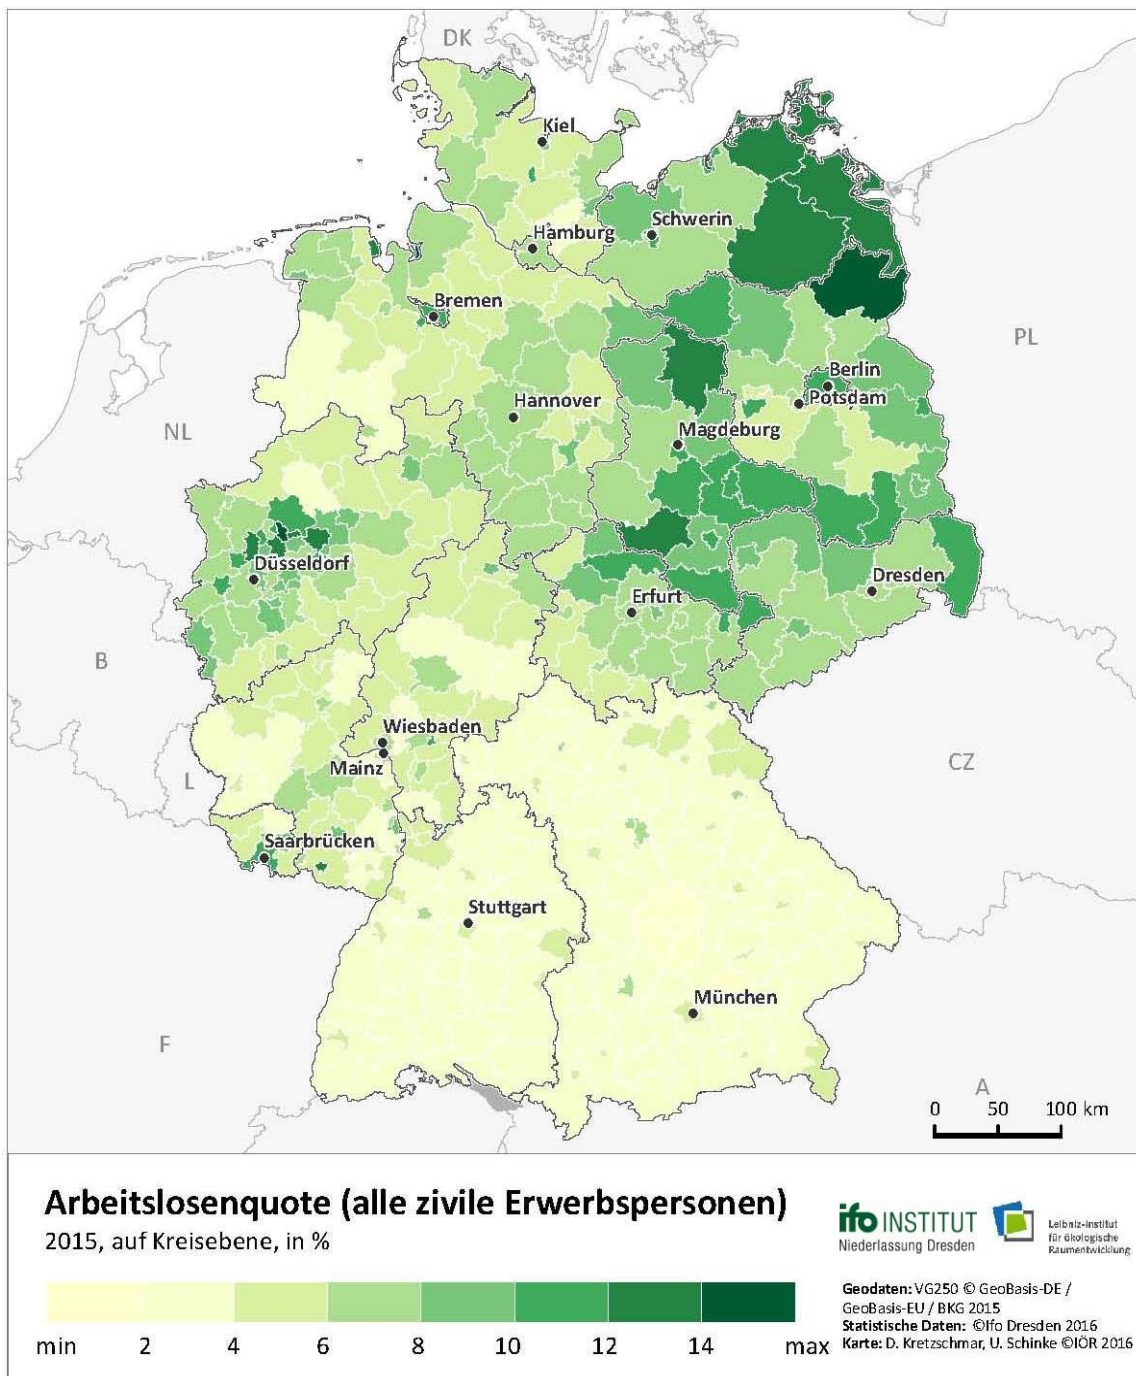 DK
Kiel
Hamburg
Schwerin
Bremen
PL
Berlin
Potsdam
Hannover
NL
Magdeburg
Düsseldorf
Dresden
Erfurt
B
Wiesbaden
Mainz
L
CZ
Saarbrücken
Stuttgart
München
F
A
0 50 100 km
Arbeitslosenquote (alle zivile Erwerbspersonen)
2015, auf Kreisebene, in %
min 2 4 6 8 10 12 14 max
ifo INSTITUT
Niederlassung Dresden
Leibniz-Institut
für ökologische
Raumentwicklung
Geodaten: VG250 © GeoBasis-DE /
GeoBasis-EU / BKG 2015
Statistische Daten: ©Ifo Dresden 2016
Karte: D. Kretzschmar, U. Schinke ©IÖR 2016